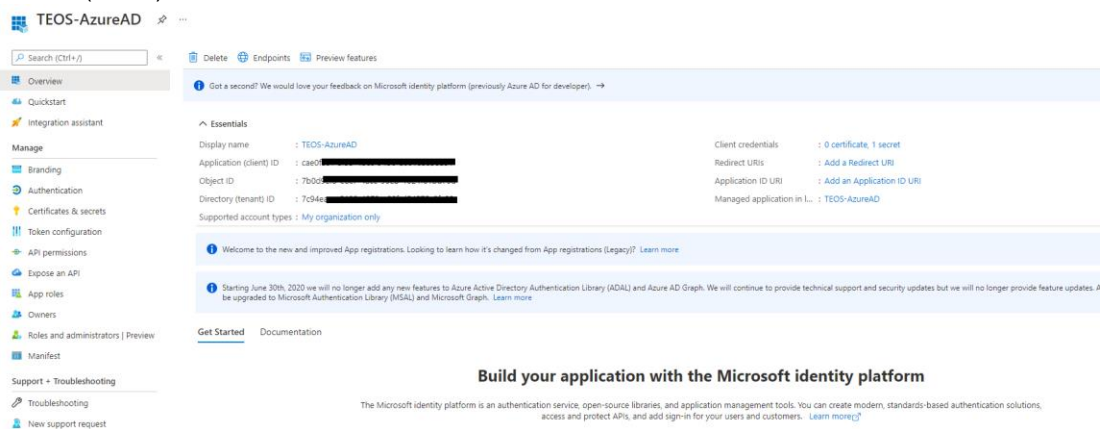 TEOS-AzureAD
Search (Ctrl+/)
Overview
Quickstart
Integration assistant
Manage
Branding
Authentication
Certificates & secrets
Token configuration
API permissions
Expose an API
App roles
Owners
Roles and administrators | Preview
Manifest
Support + Troubleshooting
Troubleshooting
New support request
Delete Endpoints Preview features
Got a second? We would love your feedback on Microsoft identity platform (previously Azure AD for developer). →
Essentials
Display name : TEOS-AzureAD
Application (client) ID : cae0
Object ID : 7b0d
Directory (tenant) ID : 7c94e
Supported account types : My organization only
Client credentials : 0 certificate, 1 secret
Redirect URIs : Add a Redirect URI
Application ID URI : Add an Application ID URI
Managed application in l... : TEOS-AzureAD
Welcome to the new and improved App registrations. Looking to learn how it's changed from App registrations (Legacy)? Learn more
Starting June 30th, 2020 we will no longer add any new features to Azure Active Directory Authentication Library (ADAL) and Azure AD Graph. We will continue to provide technical support and security updates but we will no longer provide feature updates. A
be upgraded to Microsoft Authentication Library (MSAL) and Microsoft Graph. Learn more
Get Started Documentation
Build your application with the Microsoft identity platform
The Microsoft identity platform is an authentication service, open-source libraries, and application management tools. You can create modern, standards-based authentication solutions,
access and protect APIs, and add sign-in for your users and customers. Learn more